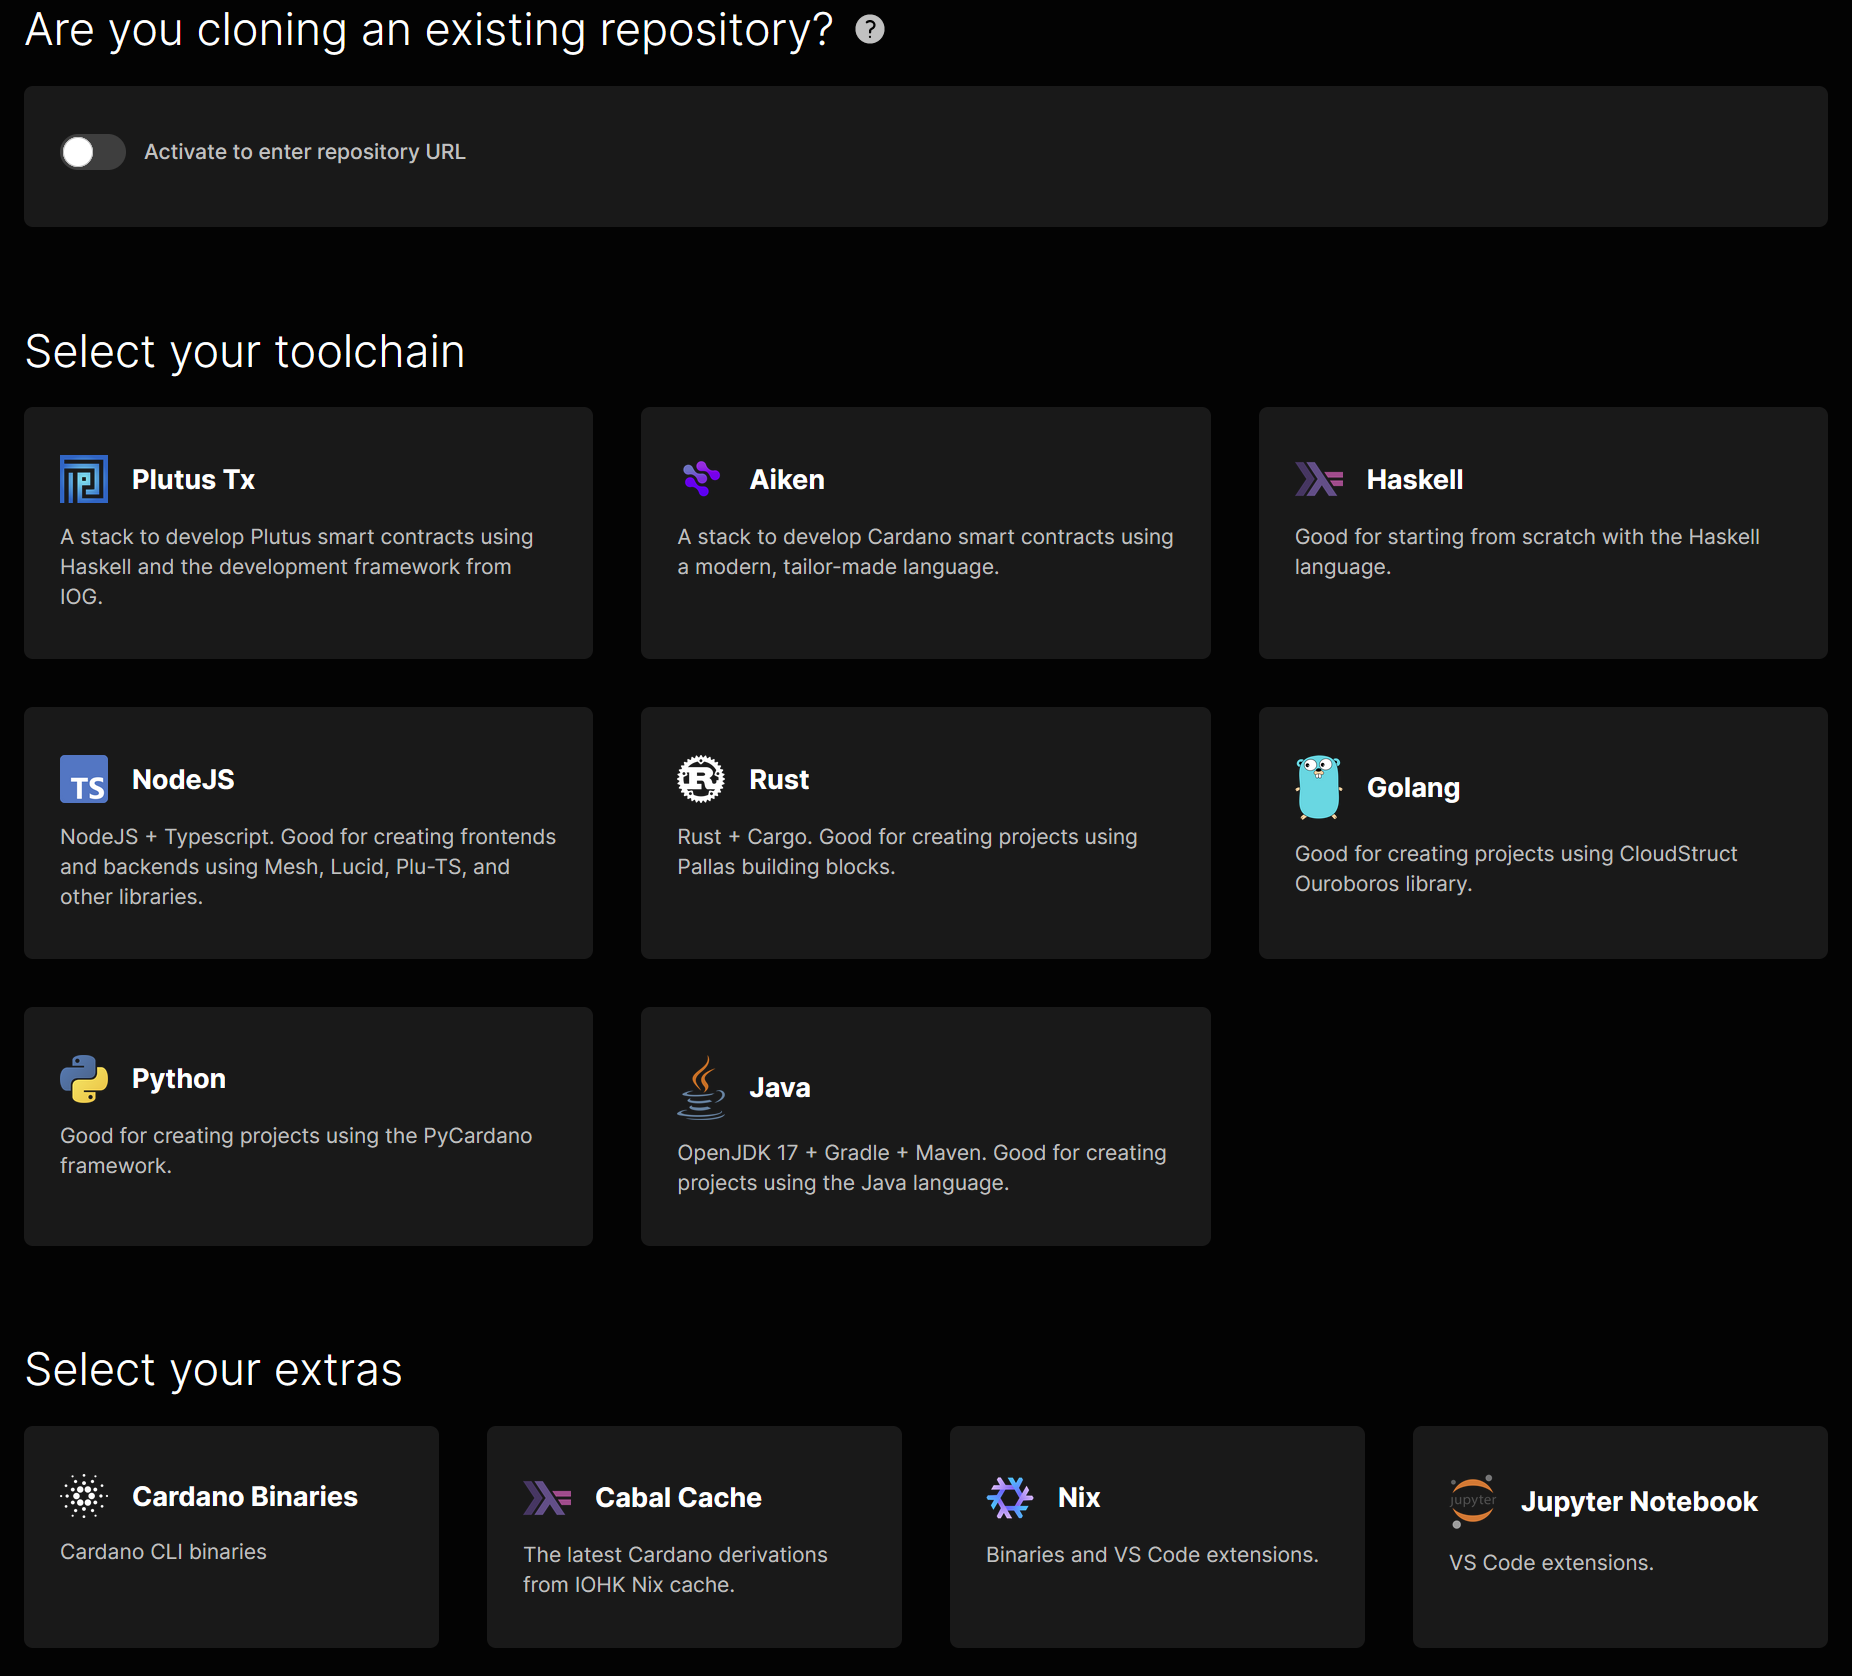 Are you cloning an existing repository? ?
Activate to enter repository URL
Select your toolchain
Plutus Tx
A stack to develop Plutus smart contracts using
Haskell and the development framework from
IOG.
Aiken
A stack to develop Cardano smart contracts using
a modern, tailor-made language.
Haskell
Good for starting from scratch with the Haskell
language.
TS NodeJS
NodeJS + Typescript. Good for creating frontends
and backends using Mesh, Lucid, Plu-TS, and
other libraries.
R Rust
Rust + Cargo. Good for creating projects using
Pallas building blocks.
Golang
Good for creating projects using CloudStruct
Ouroboros library.
Python
Good for creating projects using the PyCardano
framework.
Java
OpenJDK 17 + Gradle + Maven. Good for creating
projects using the Java language.
Select your extras
Cardano Binaries
Cardano CLI binaries
Cabal Cache
The latest Cardano derivations
from IOHK Nix cache.
Nix
Binaries and VS Code extensions.
jupyter Jupyter Notebook
VS Code extensions.